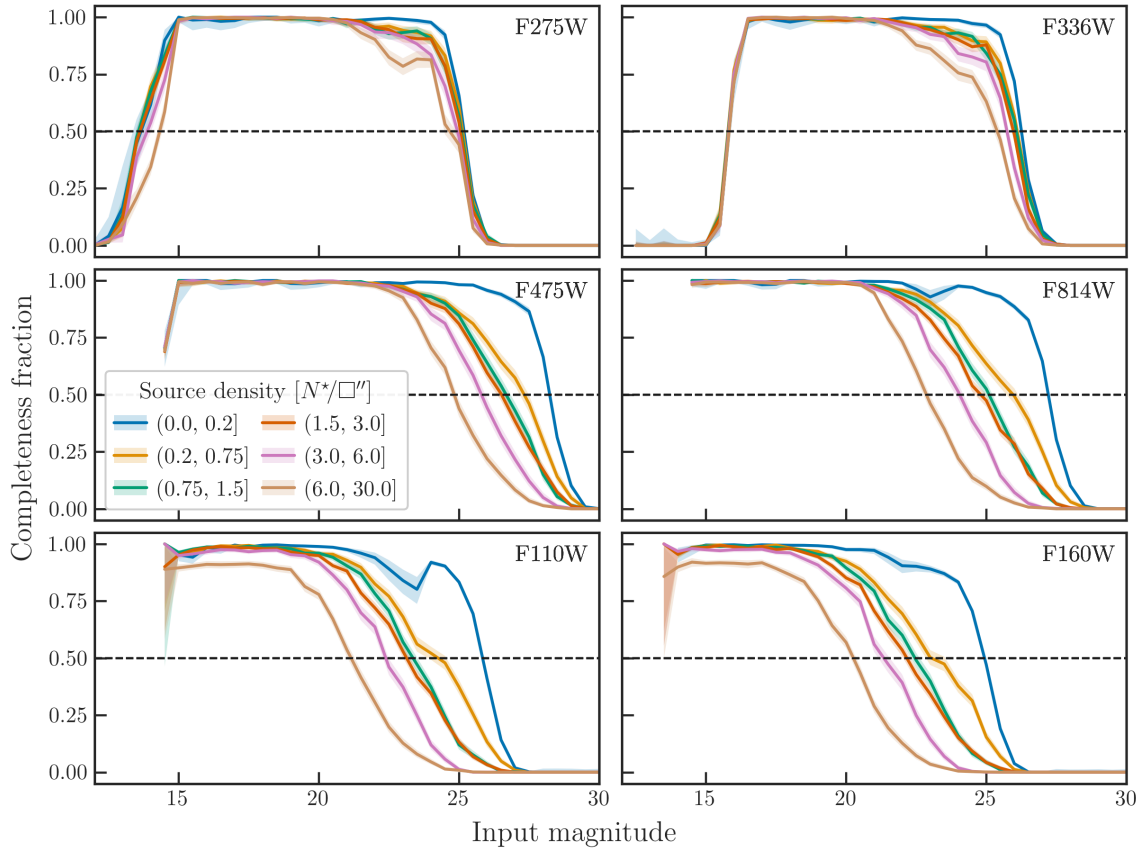 1.00
0.75
0.50
0.25
0.00
F275W
F336W
1.00
0.75
0.50
0.25
0.00
F475W
F814W
Source density [N⋆/□″]
(0.0, 0.2]
(1.5, 3.0]
(0.2, 0.75]
(3.0, 6.0]
(0.75, 1.5]
(6.0, 30.0]
Completeness fraction
1.00
0.75
0.50
0.25
0.00
F110W
F160W
15 20 25 30
15 20 25 30
Input magnitude